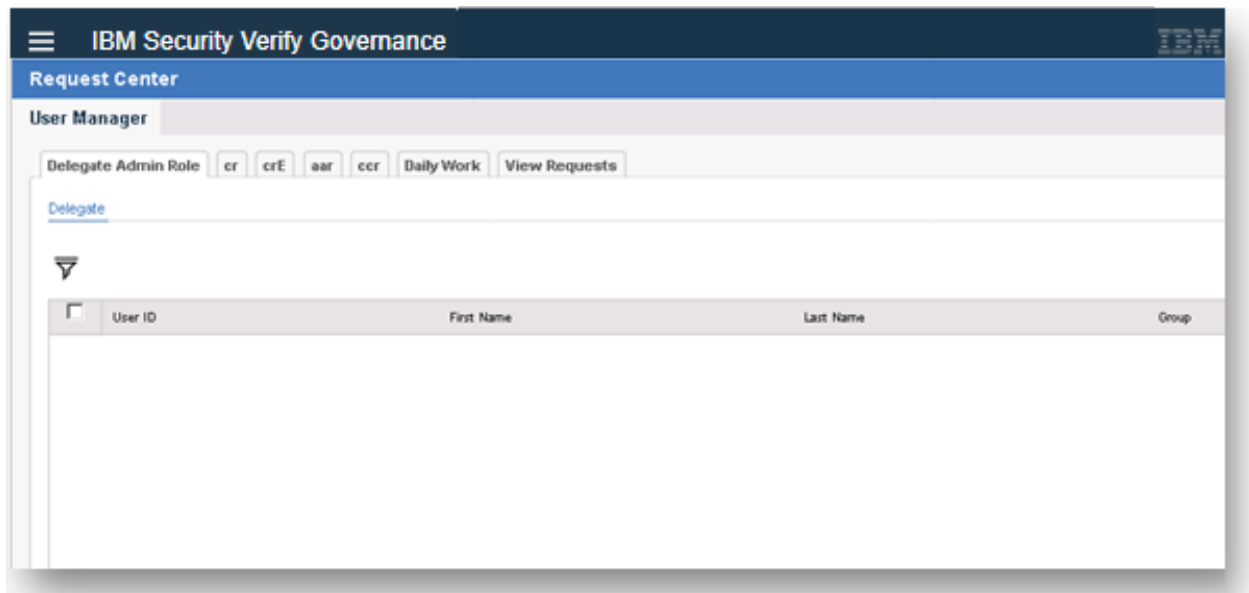 IBM Security Verify Governance IBM
Request Center
User Manager
Delegate Admin Role cr crE aar ccr Daily Work View Requests
Delegate
User ID First Name Last Name Group